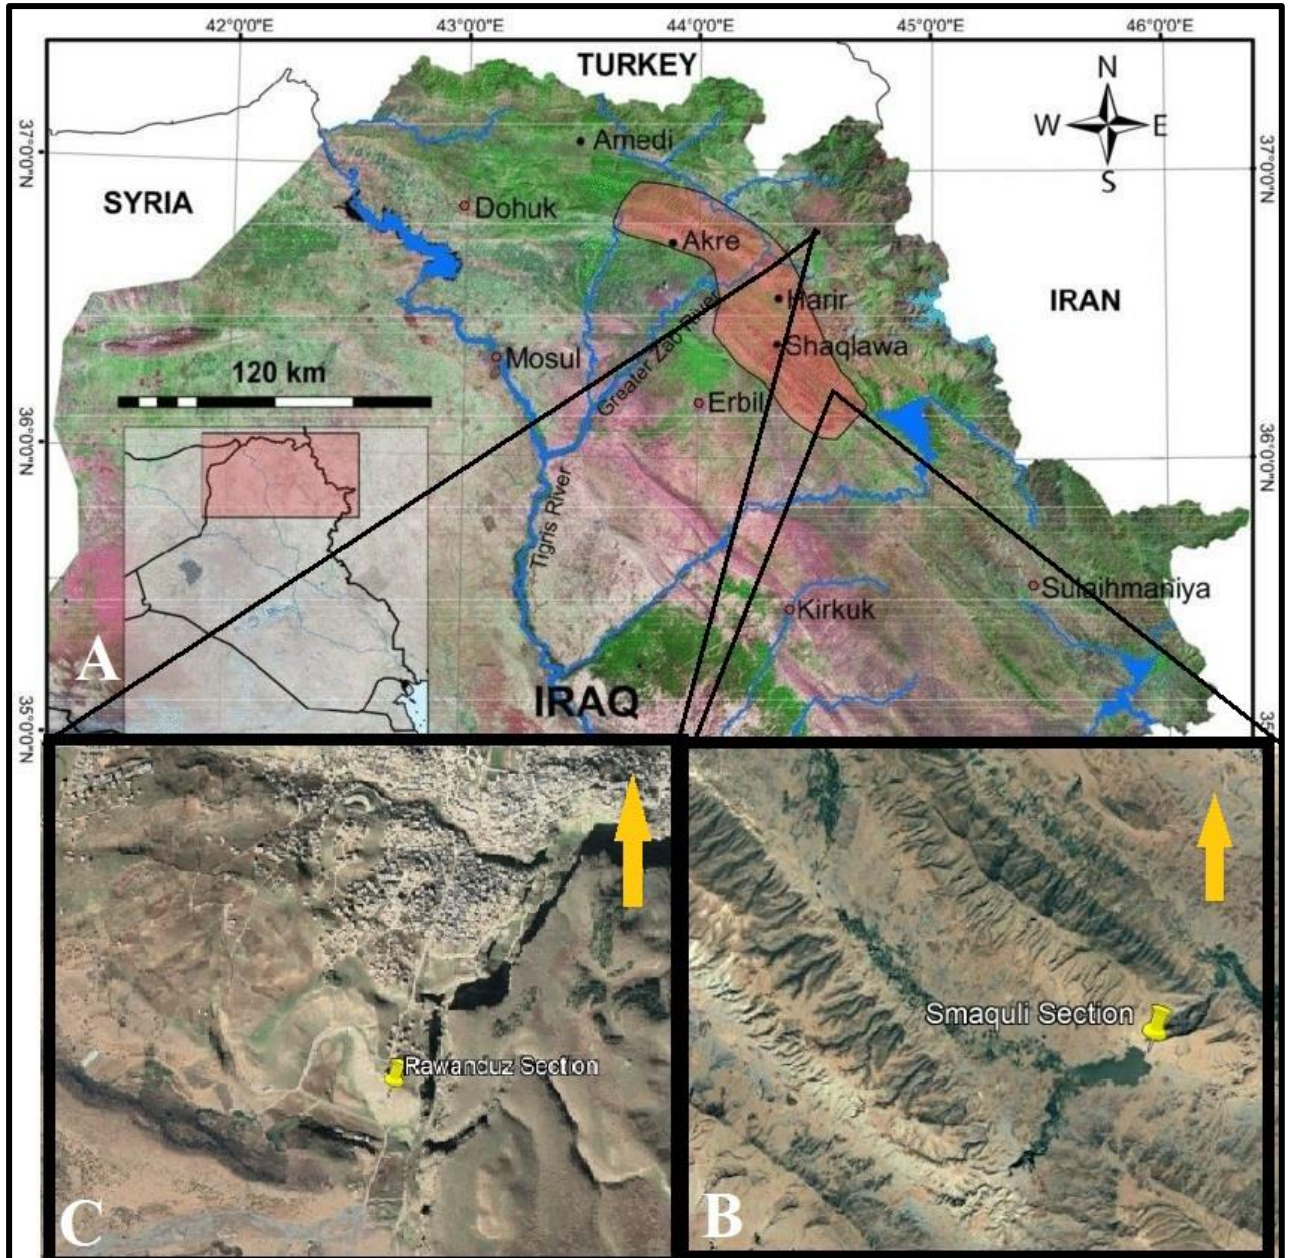 42°0'0"E
43°0'0"E
44°0'0"E
45°0'0"E
46°0'0"E
TURKEY
N
W
E
S
37°0'0"N
37°0'0"N
Amedi
SYRIA
Dohuk
Akre
IRAN
Harir
Shaqlawa
Mosul
120 km
Greater Zab River
Erbil
36°0'0"N
36°0'0"N
Tigris River
Sulaihmaniya
Kirkuk
A
IRAQ
35°0'0"N
35
Smaquli Section
Rawanduz Section
C
B